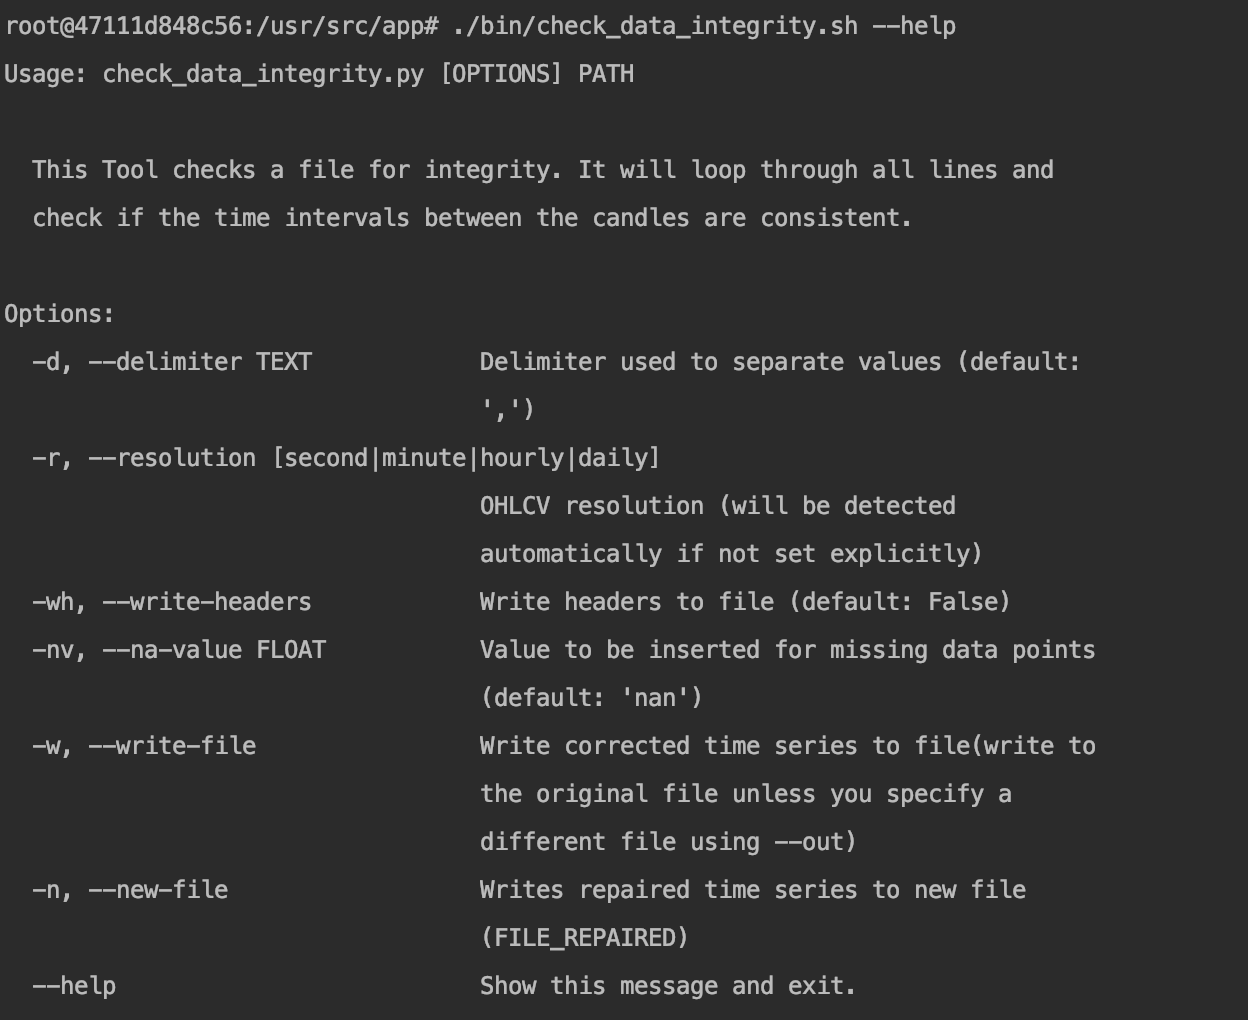 root@47111d848c56:/usr/src/app# ./bin/check_data_integrity.sh --help
Usage: check_data_integrity.py [OPTIONS] PATH
This Tool checks a file for integrity. It will loop through all lines and
check if the time intervals between the candles are consistent.
Options:
-d, --delimiter TEXT Delimiter used to separate values (default:
',')
-r, --resolution [second|minute|hourly|daily]
OHLCV resolution (will be detected
automatically if not set explicitly)
-wh, --write-headers Write headers to file (default: False)
-nv, --na-value FLOAT Value to be inserted for missing data points
(default: 'nan')
-w, --write-file Write corrected time series to file(write to
the original file unless you specify a
different file using --out)
-n, --new-file Writes repaired time series to new file
(FILE_REPAIRED)
--help Show this message and exit.